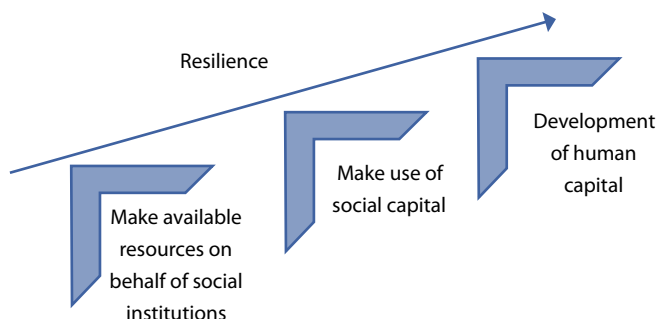 Resilience
Make available
resources on
behalf of social
institutions
Make use of
social capital
Development
of human
capital